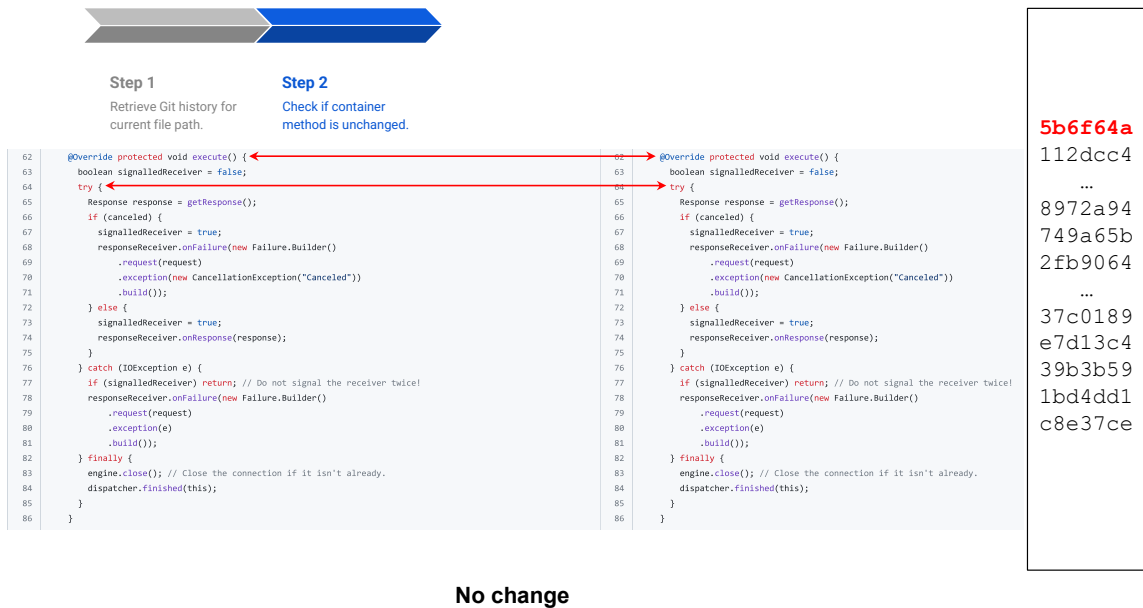 Step 1
Retrieve Git history for
current file path.
Step 2
Check if container
method is unchanged.
62 @Override protected void execute() {
63 boolean signalledReceiver = false;
64 try {
65 Response response = getResponse();
66 if (canceled) {
67 signalledReceiver = true;
68 responseReceiver.onFailure(new Failure.Builder()
69 .request(request)
70 .exception(new CancellationException("Canceled"))
71 .build());
72 } else {
73 signalledReceiver = true;
74 responseReceiver.onResponse(response);
75 }
76 } catch (IOException e) {
77 if (signalledReceiver) return; // Do not signal the receiver twice!
78 responseReceiver.onFailure(new Failure.Builder()
79 .request(request)
80 .exception(e)
81 .build());
82 } finally {
83 engine.close(); // Close the connection if it isn't already.
84 dispatcher.finished(this);
85 }
86 }
62 @Override protected void execute() {
63 boolean signalledReceiver = false;
64 try {
65 Response response = getResponse();
66 if (canceled) {
67 signalledReceiver = true;
68 responseReceiver.onFailure(new Failure.Builder()
69 .request(request)
70 .exception(new CancellationException("Canceled"))
71 .build());
72 } else {
73 signalledReceiver = true;
74 responseReceiver.onResponse(response);
75 }
76 } catch (IOException e) {
77 if (signalledReceiver) return; // Do not signal the receiver twice!
78 responseReceiver.onFailure(new Failure.Builder()
79 .request(request)
80 .exception(e)
81 .build());
82 } finally {
83 engine.close(); // Close the connection if it isn't already.
84 dispatcher.finished(this);
85 }
86 }
5b6f64a
112dcc4
…
8972a94
749a65b
2fb9064
…
37c0189
e7d13c4
39b3b59
1bd4dd1
c8e37ce
No change